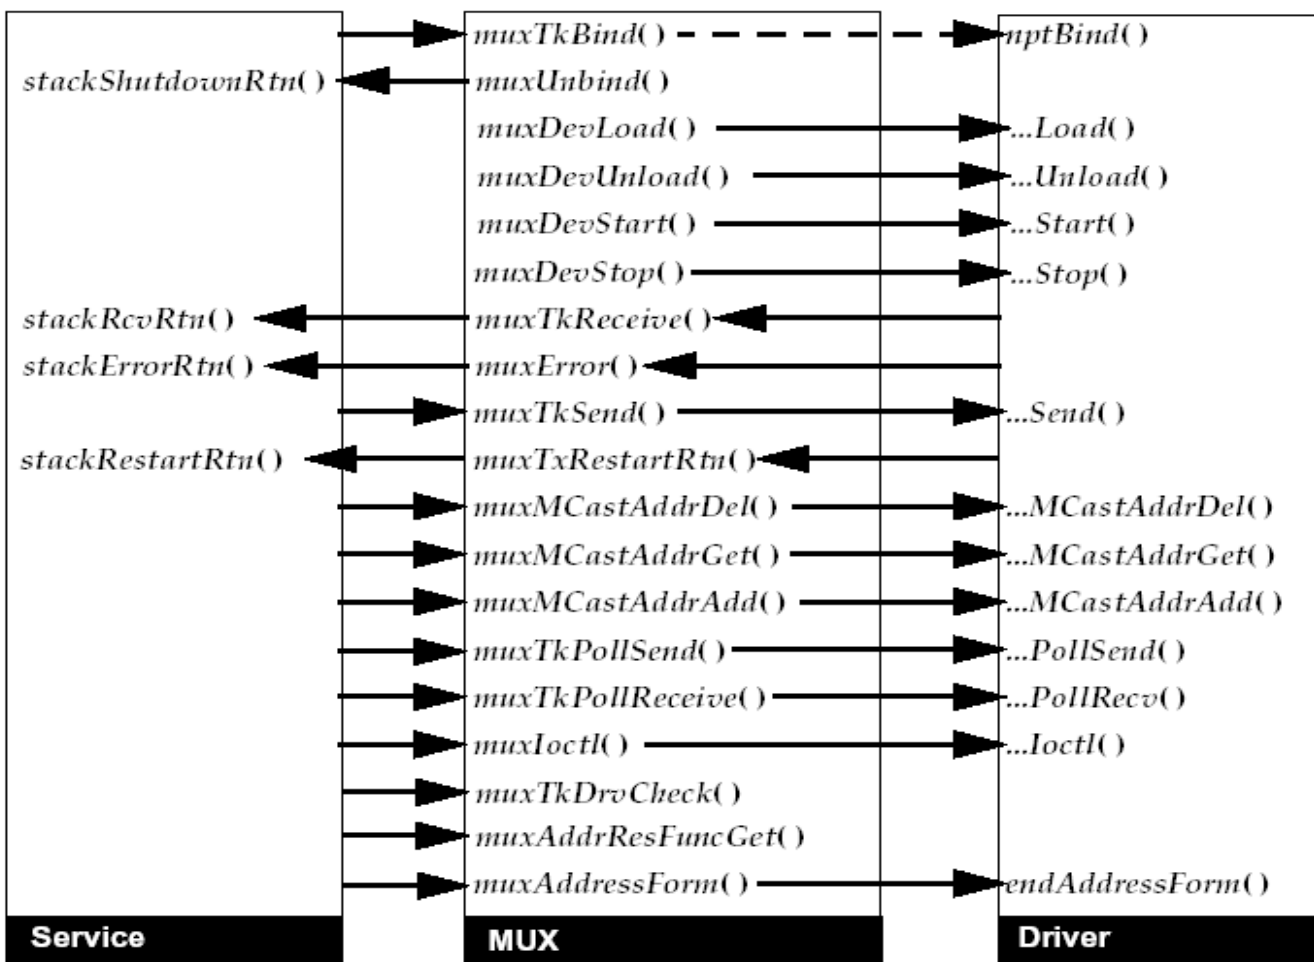 muxTkBind( ) nptBind( )
stackShutdownRtn( ) muxUnbind( )
muxDevLoad( ) ...Load( )
muxDevUnload( ) ...Unload( )
muxDevStart( ) ...Start( )
muxDevStop( ) ...Stop( )
stackRcvRtn( ) muxTkReceive( )
stackErrorRtn( ) muxError( )
muxTkSend( ) ...Send( )
stackRestartRtn( ) muxTxRestartRtn( )
muxMCastAddrDel( ) ...MCastAddrDel( )
muxMCastAddrGet( ) ...MCastAddrGet( )
muxMCastAddrAdd( ) ...MCastAddrAdd( )
muxTkPollSend( ) ...PollSend( )
muxTkPollReceive( ) ...PollRecv( )
muxIoctl( ) ...Ioctl( )
muxTkDrvCheck( )
muxAddrResFuncGet( )
muxAddressForm( ) endAddressForm( )
Service MUX Driver